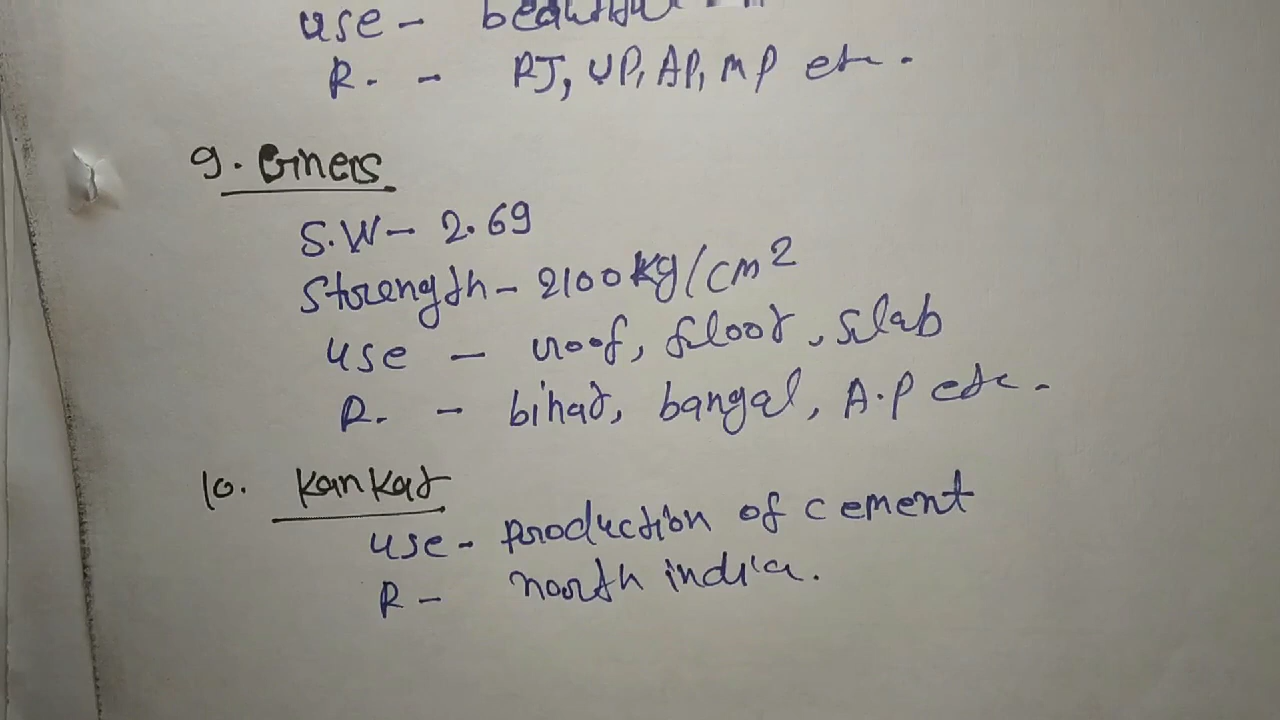 use -
R. - RJ, UP, AP, MP etc.
9. Gneis
S.W - 2.69
Strength - 2100 kg/cm2
use - roof, floor, slab
R. - bihar, bangal, A.P etc.
10. Kankar
use - production of cement
R - north india.